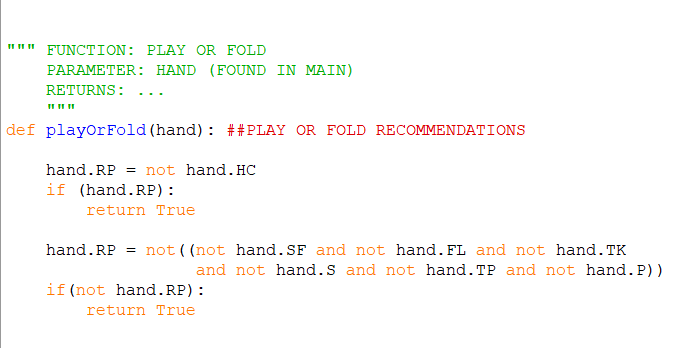 """ FUNCTION: PLAY OR FOLD
PARAMETER: HAND (FOUND IN MAIN)
RETURNS: ...
"""
def playOrFold(hand): ##PLAY OR FOLD RECOMMENDATIONS
hand.RP = not hand.HC
if (hand.RP):
return True
hand.RP = not((not hand.SF and not hand.FL and not hand.TK
and not hand.S and not hand.TP and not hand.P))
if(not hand.RP):
return True